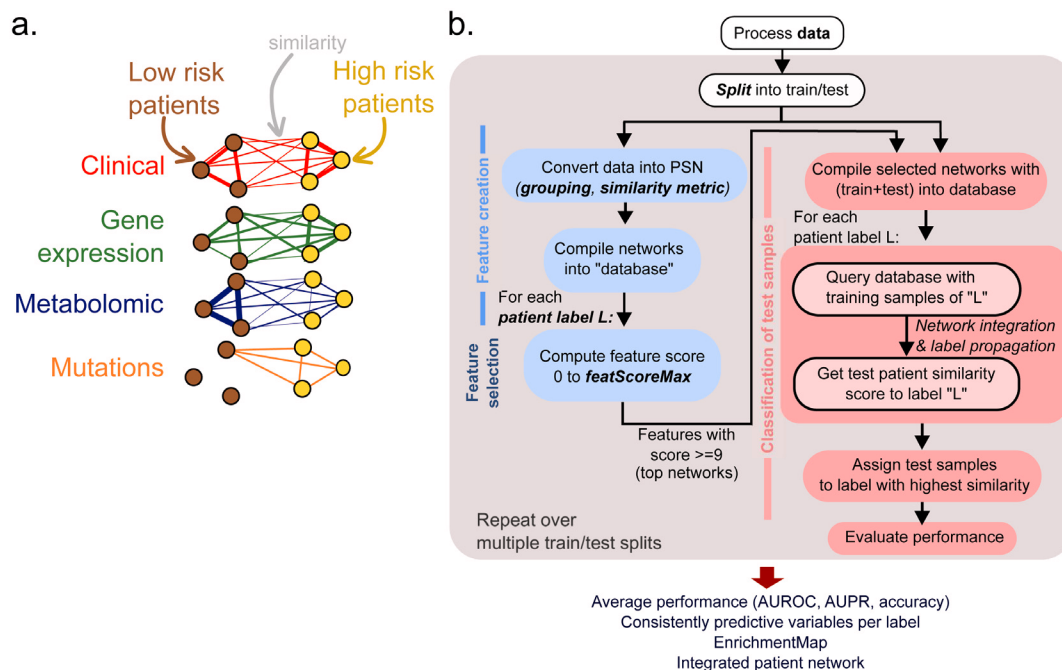 a.
similarity
Low risk
patients
High risk
patients
Clinical
Gene
expression
Metabolomic
Mutations
b.
Process data
Split into train/test
Feature creation
Convert data into PSN
(grouping, similarity metric)
Compile networks
into "database"
For each
patient label L:
Feature
selection
Compute feature score
0 to featScoreMax
Features with
score >=9
(top networks)
Classification of test samples
Compile selected networks with
(train+test) into database
For each
patient label L:
Query database with
training samples of "L"
Network integration
& label propagation
Get test patient similarity
score to label "L"
Assign test samples
to label with highest similarity
Evaluate performance
Repeat over
multiple train/test splits
Average performance (AUROC, AUPR, accuracy)
Consistently predictive variables per label
EnrichmentMap
Integrated patient network